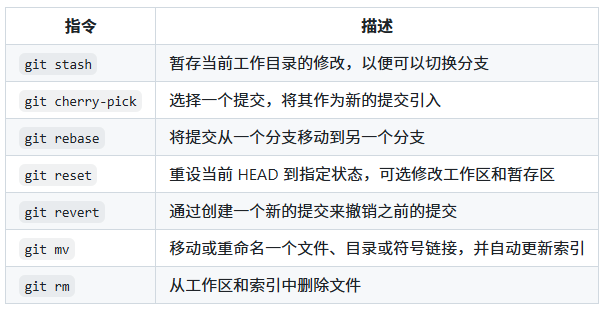 指令 描述
git stash 暂存当前工作目录的修改，以便可以切换分支
git cherry-pick 选择一个提交，将其作为新的提交引入
git rebase 将提交从一个分支移动到另一个分支
git reset 重设当前 HEAD 到指定状态，可选修改工作区和暂存区
git revert 通过创建一个新的提交来撤销之前的提交
git mv 移动或重命名一个文件、目录或符号链接，并自动更新索引
git rm 从工作区和索引中删除文件